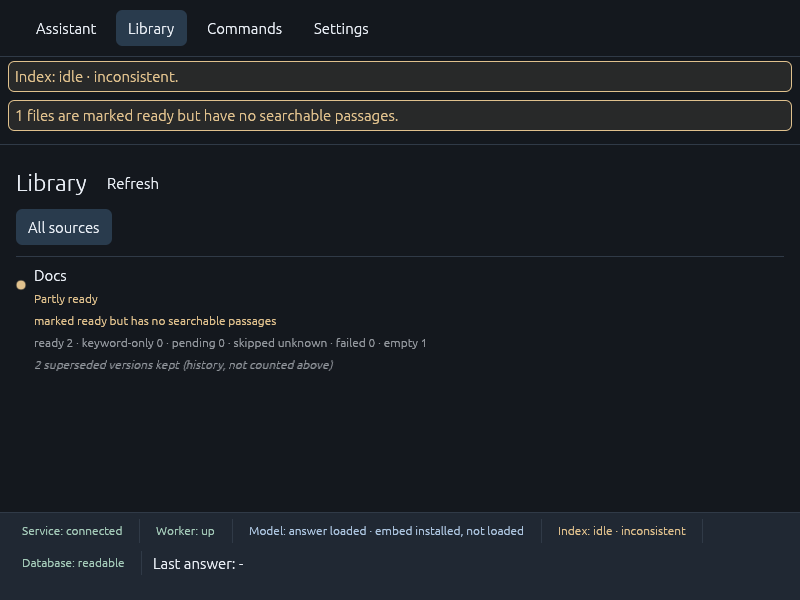 Assistant Library Commands Settings
Index: idle · inconsistent.
1 files are marked ready but have no searchable passages.
Library Refresh
All sources
Docs
Partly ready
marked ready but has no searchable passages
ready 2 · keyword-only 0 · pending 0 · skipped unknown · failed 0 · empty 1
2 superseded versions kept (history, not counted above)
Service: connected Worker: up Model: answer loaded · embed installed, not loaded Index: idle · inconsistent
Database: readable Last answer: -